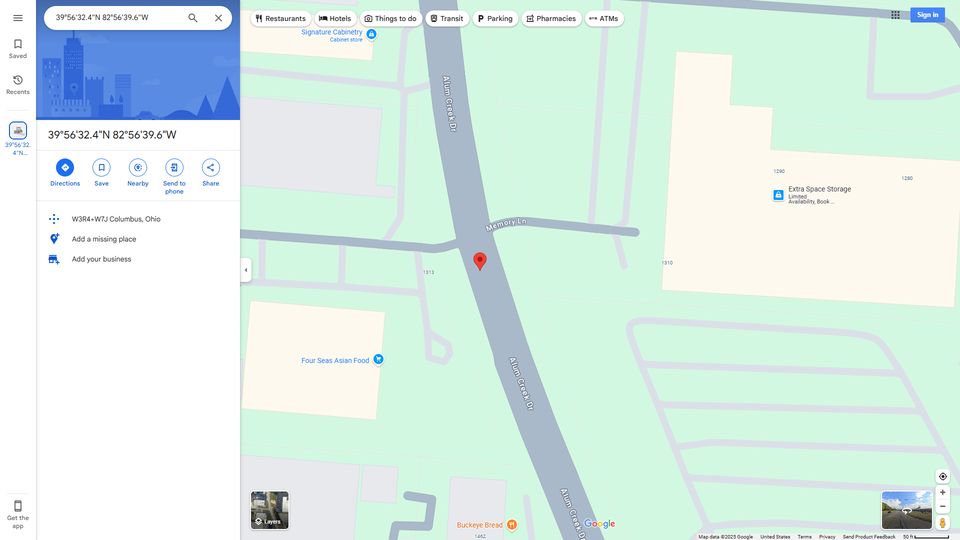 39°56'32.4"N 82°56'39.6"W
Restaurants
Hotels
Things to do
Transit
Parking
Pharmacies
ATMs
Sign in
Saved
Recents
39°56'32.
4"N...
39°56'32.4"N 82°56'39.6"W
Directions
Save
Nearby
Send to
phone
Share
W3R4+W7J Columbus, Ohio
Add a missing place
Add your business
Get the
app
Signature Cabinetry
Cabinet store
Alum Creek Dr
Memory Ln
1290
1280
Extra Space Storage
Limited
Availability, Book ...
1310
1313
Four Seas Asian Food
Alum Creek Dr
Alum Creek Dr
Buckeye Bread
1462
Layers
Google
Map data ©2025 Google
United States
Terms
Privacy
Send Product Feedback
50 ft